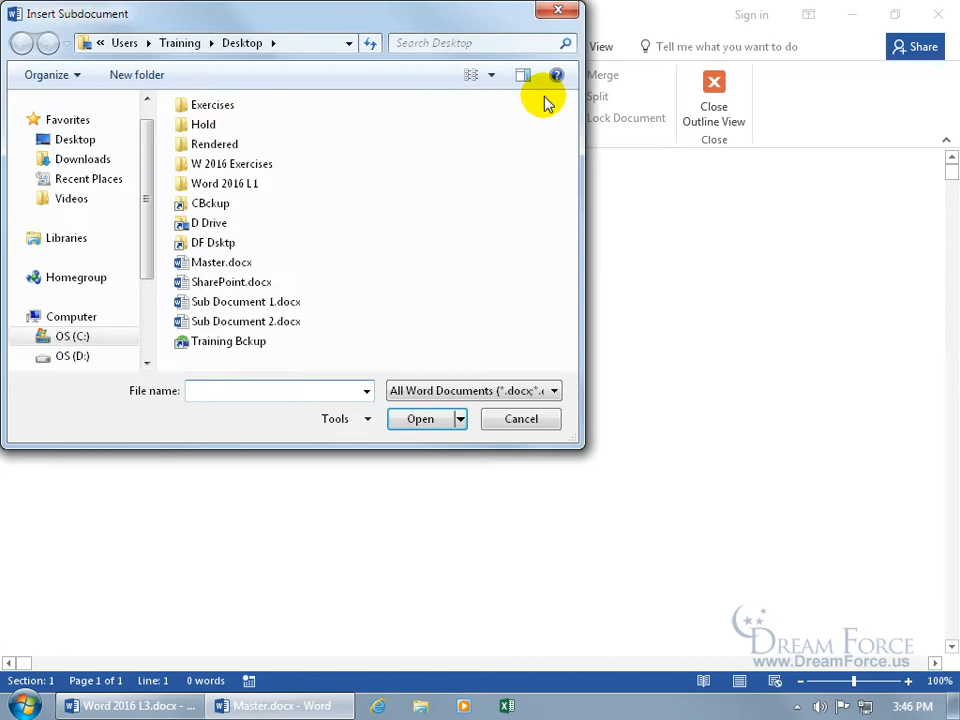 Insert Subdocument
Sign in
« Users Training Desktop
Search Desktop
View
Tell me what you want to do
Share
Organize
New folder
Merge
Split
Lock Document
Close
Outline View
Close
Favorites
Desktop
Downloads
Recent Places
Videos
Libraries
Homegroup
Computer
OS (C:)
OS (D:)
Exercises
Hold
Rendered
W 2016 Exercises
Word 2016 L1
CBckup
D Drive
DF Dsktp
Master.docx
SharePoint.docx
Sub Document 1.docx
Sub Document 2.docx
Training Bckup
File name:
All Word Documents (*.docx;*.c
Tools
Open
Cancel
DREAM FORCE
www.DreamForce.us
Section: 1 Page 1 of 1 Line: 1 0 words
100%
Word 2016 L3.docx - ...
Master.docx - Word
3:46 PM